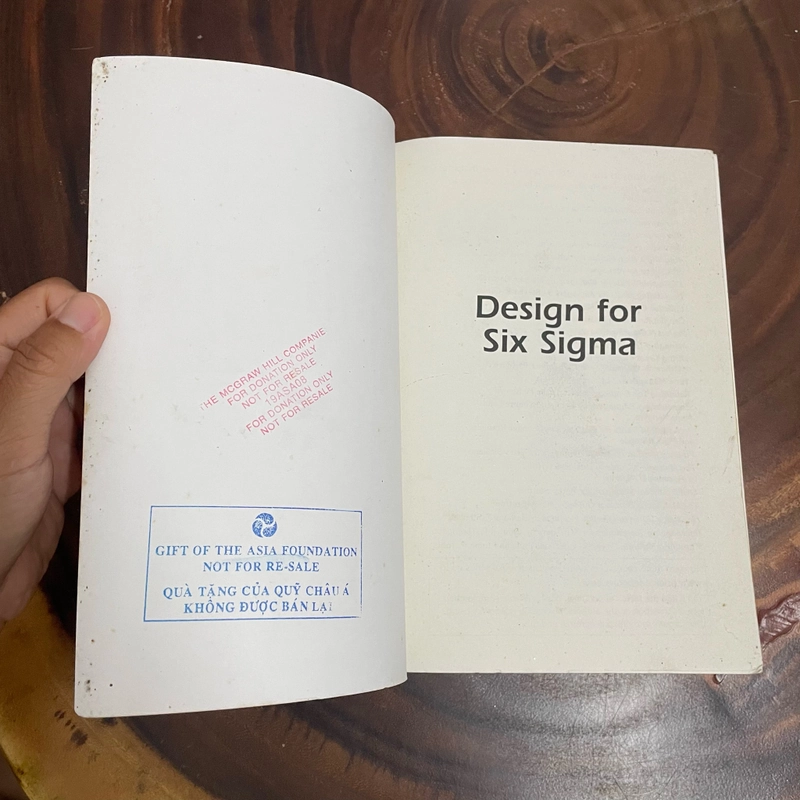 THE MCGRAW HILL COMPANIE
FOR DONATION ONLY
NOT FOR RESALE
19ASA08
FOR DONATION ONLY
NOT FOR RESALE
GIFT OF THE ASIA FOUNDATION
NOT FOR RE-SALE
QUÀ TẶNG CỦA QUỸ CHÂU Á
KHÔNG ĐƯỢC BÁN LẠI
Design for
Six Sigma